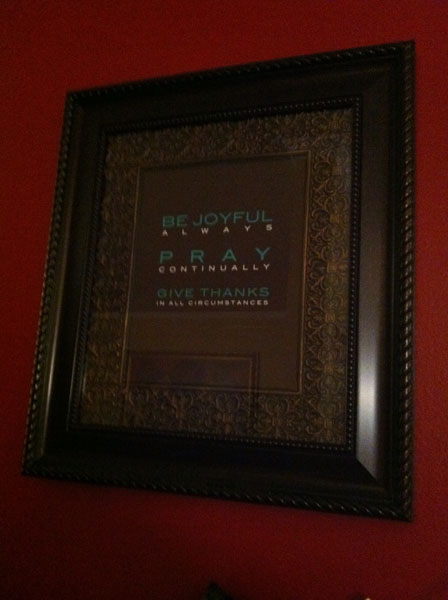 BE JOYFUL
ALWAYS
PRAY
CONTINUALLY
GIVE THANKS
IN ALL CIRCUMSTANCES